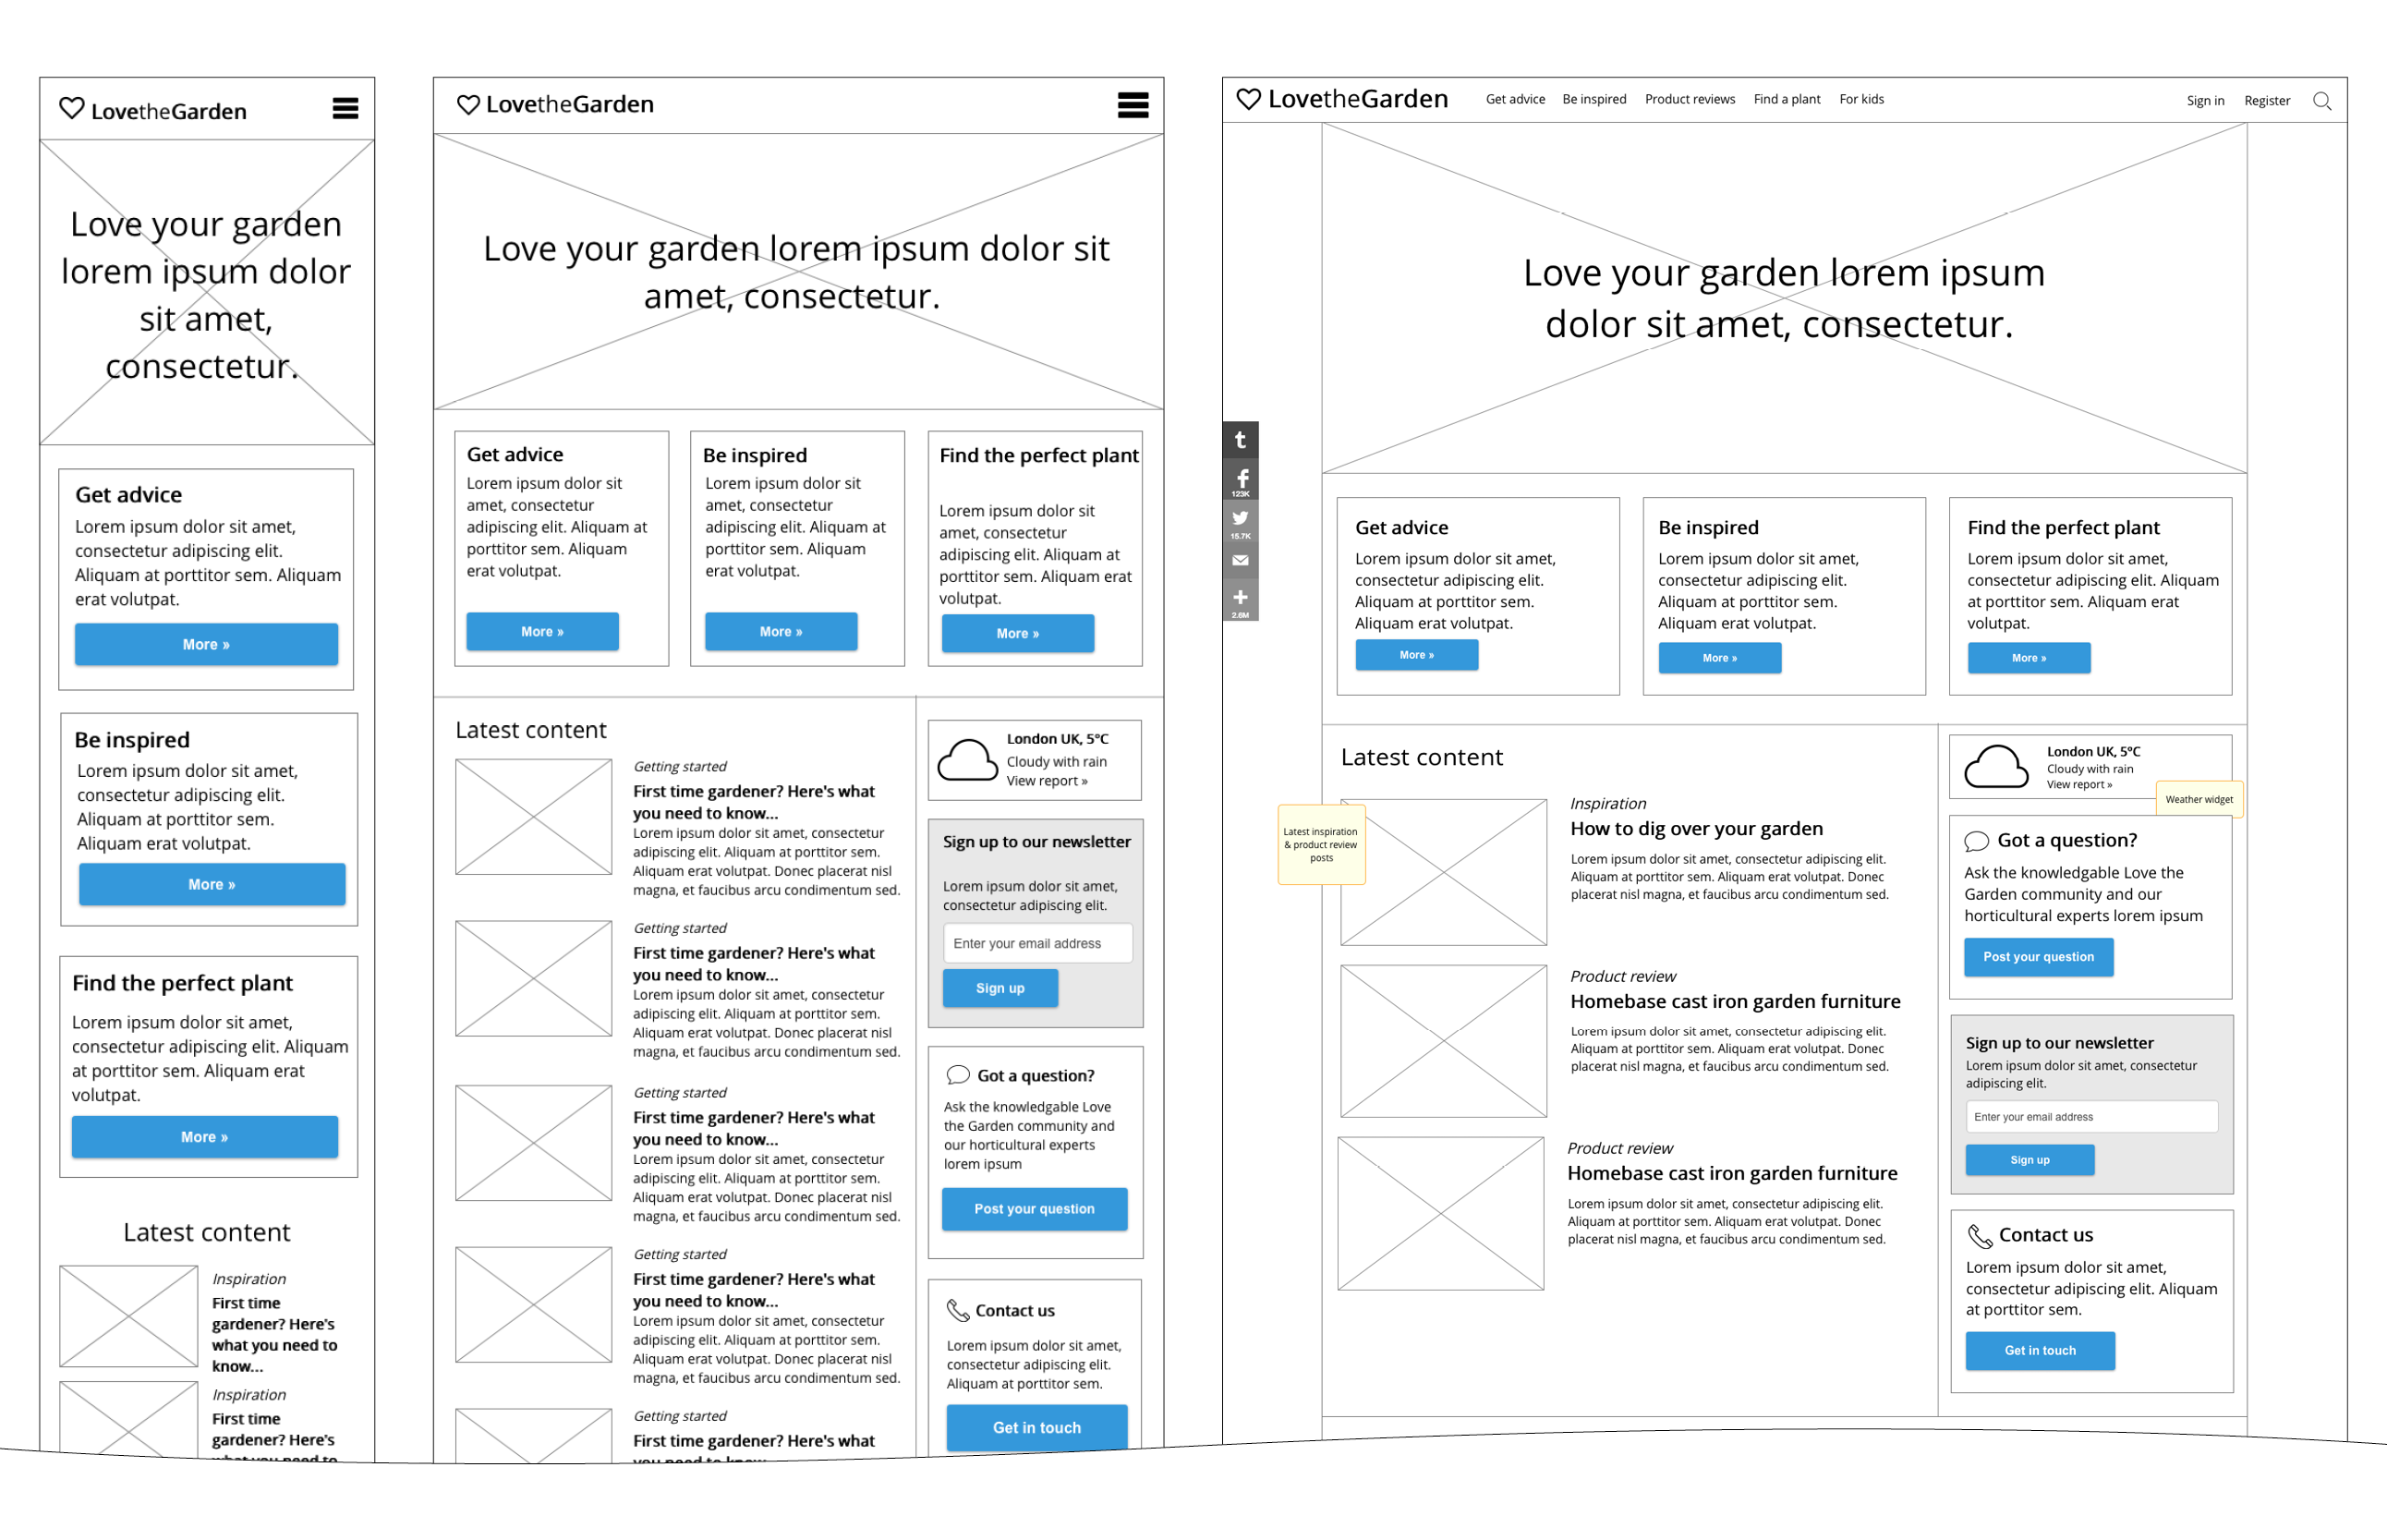 LovetheGarden
Love your garden
lorem ipsum dolor
sit amet,
consectetur.
Get advice
Lorem ipsum dolor sit amet,
consectetur adipiscing elit.
Aliquam at porttitor sem. Aliquam
erat volutpat.
More »
Be inspired
Lorem ipsum dolor sit amet,
consectetur adipiscing elit.
Aliquam at porttitor sem.
Aliquam erat volutpat.
More »
Find the perfect plant
Lorem ipsum dolor sit amet,
consectetur adipiscing elit. Aliquam
at porttitor sem. Aliquam erat
volutpat.
More »
Latest content
Inspiration
First time
gardener? Here's
what you need to
know...
Inspiration
First time
gardener? Here's
what you need to
LovetheGarden
Love your garden lorem ipsum dolor sit
amet, consectetur.
Get advice
Lorem ipsum dolor sit
amet, consectetur
adipiscing elit. Aliquam at
porttitor sem. Aliquam
erat volutpat.
More »
Be inspired
Lorem ipsum dolor sit
amet, consectetur
adipiscing elit. Aliquam at
porttitor sem. Aliquam
erat volutpat.
More »
Find the perfect plant
Lorem ipsum dolor sit
amet, consectetur
adipiscing elit. Aliquam at
porttitor sem. Aliquam erat
volutpat.
More »
Latest content
Getting started
First time gardener? Here's what
you need to know...
Lorem ipsum dolor sit amet, consectetur
adipiscing elit. Aliquam at porttitor sem.
Aliquam erat volutpat. Donec placerat nisl
magna, et faucibus arcu condimentum sed.
Getting started
First time gardener? Here's what
you need to know...
Lorem ipsum dolor sit amet, consectetur
adipiscing elit. Aliquam at porttitor sem.
Aliquam erat volutpat. Donec placerat nisl
magna, et faucibus arcu condimentum sed.
Getting started
First time gardener? Here's what
you need to know...
Lorem ipsum dolor sit amet, consectetur
adipiscing elit. Aliquam at porttitor sem.
Aliquam erat volutpat. Donec placerat nisl
magna, et faucibus arcu condimentum sed.
Getting started
First time gardener? Here's what
you need to know...
Lorem ipsum dolor sit amet, consectetur
adipiscing elit. Aliquam at porttitor sem.
Aliquam erat volutpat. Donec placerat nisl
magna, et faucibus arcu condimentum sed.
Getting started
First time gardener? Here's what
you need to know...
London UK, 5°C
Cloudy with rain
View report »
Sign up to our newsletter
Lorem ipsum dolor sit amet,
consectetur adipiscing elit.
Enter your email address
Sign up
Got a question?
Ask the knowledgable Love
the Garden community and
our horticultural experts
lorem ipsum
Post your question
Contact us
Lorem ipsum dolor sit amet,
consectetur adipiscing elit.
Aliquam at porttitor sem.
Get in touch
LovetheGarden
Get advice Be inspired Product reviews Find a plant For kids
Sign in Register
Love your garden lorem ipsum
dolor sit amet, consectetur.
t
f
123K
15.7K
2.6M
Get advice
Lorem ipsum dolor sit amet,
consectetur adipiscing elit.
Aliquam at porttitor sem.
Aliquam erat volutpat.
More »
Be inspired
Lorem ipsum dolor sit amet,
consectetur adipiscing elit.
Aliquam at porttitor sem.
Aliquam erat volutpat.
More »
Find the perfect plant
Lorem ipsum dolor sit amet,
consectetur adipiscing elit. Aliquam
at porttitor sem. Aliquam erat
volutpat.
More »
Latest content
Latest inspiration
& product review
posts
Inspiration
How to dig over your garden
Lorem ipsum dolor sit amet, consectetur adipiscing elit.
Aliquam at porttitor sem. Aliquam erat volutpat. Donec
placerat nisl magna, et faucibus arcu condimentum sed.
Product review
Homebase cast iron garden furniture
Lorem ipsum dolor sit amet, consectetur adipiscing elit.
Aliquam at porttitor sem. Aliquam erat volutpat. Donec
placerat nisl magna, et faucibus arcu condimentum sed.
Product review
Homebase cast iron garden furniture
Lorem ipsum dolor sit amet, consectetur adipiscing elit.
Aliquam at porttitor sem. Aliquam erat volutpat. Donec
placerat nisl magna, et faucibus arcu condimentum sed.
London UK, 5°C
Cloudy with rain
View report »
Weather widget
Got a question?
Ask the knowledgable Love the
Garden community and our
horticultural experts lorem ipsum
Post your question
Sign up to our newsletter
Lorem ipsum dolor sit amet, consectetur
adipiscing elit.
Enter your email address
Sign up
Contact us
Lorem ipsum dolor sit amet,
consectetur adipiscing elit. Aliquam
at porttitor sem.
Get in touch